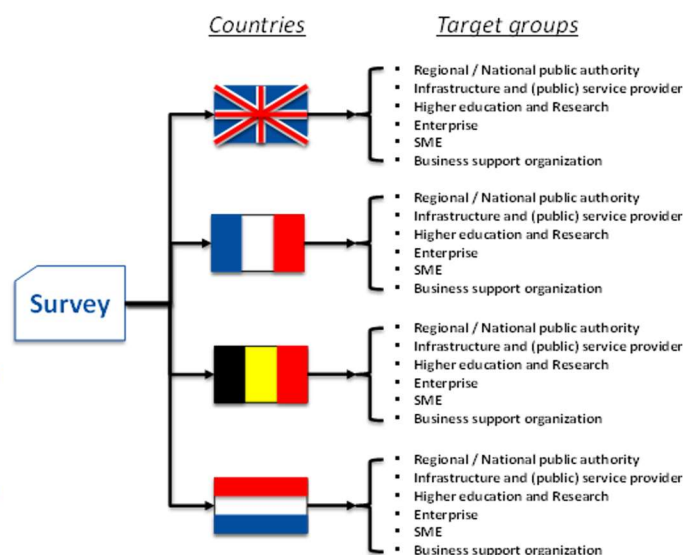 Countries
Target groups
Survey
Regional / National public authority
Infrastructure and (public) service provider
Higher education and Research
Enterprise
SME
Business support organization
Regional / National public authority
Infrastructure and (public) service provider
Higher education and Research
Enterprise
SME
Business support organization
Regional / National public authority
Infrastructure and (public) service provider
Higher education and Research
Enterprise
SME
Business support organization
Regional / National public authority
Infrastructure and (public) service provider
Higher education and Research
Enterprise
SME
Business support organization